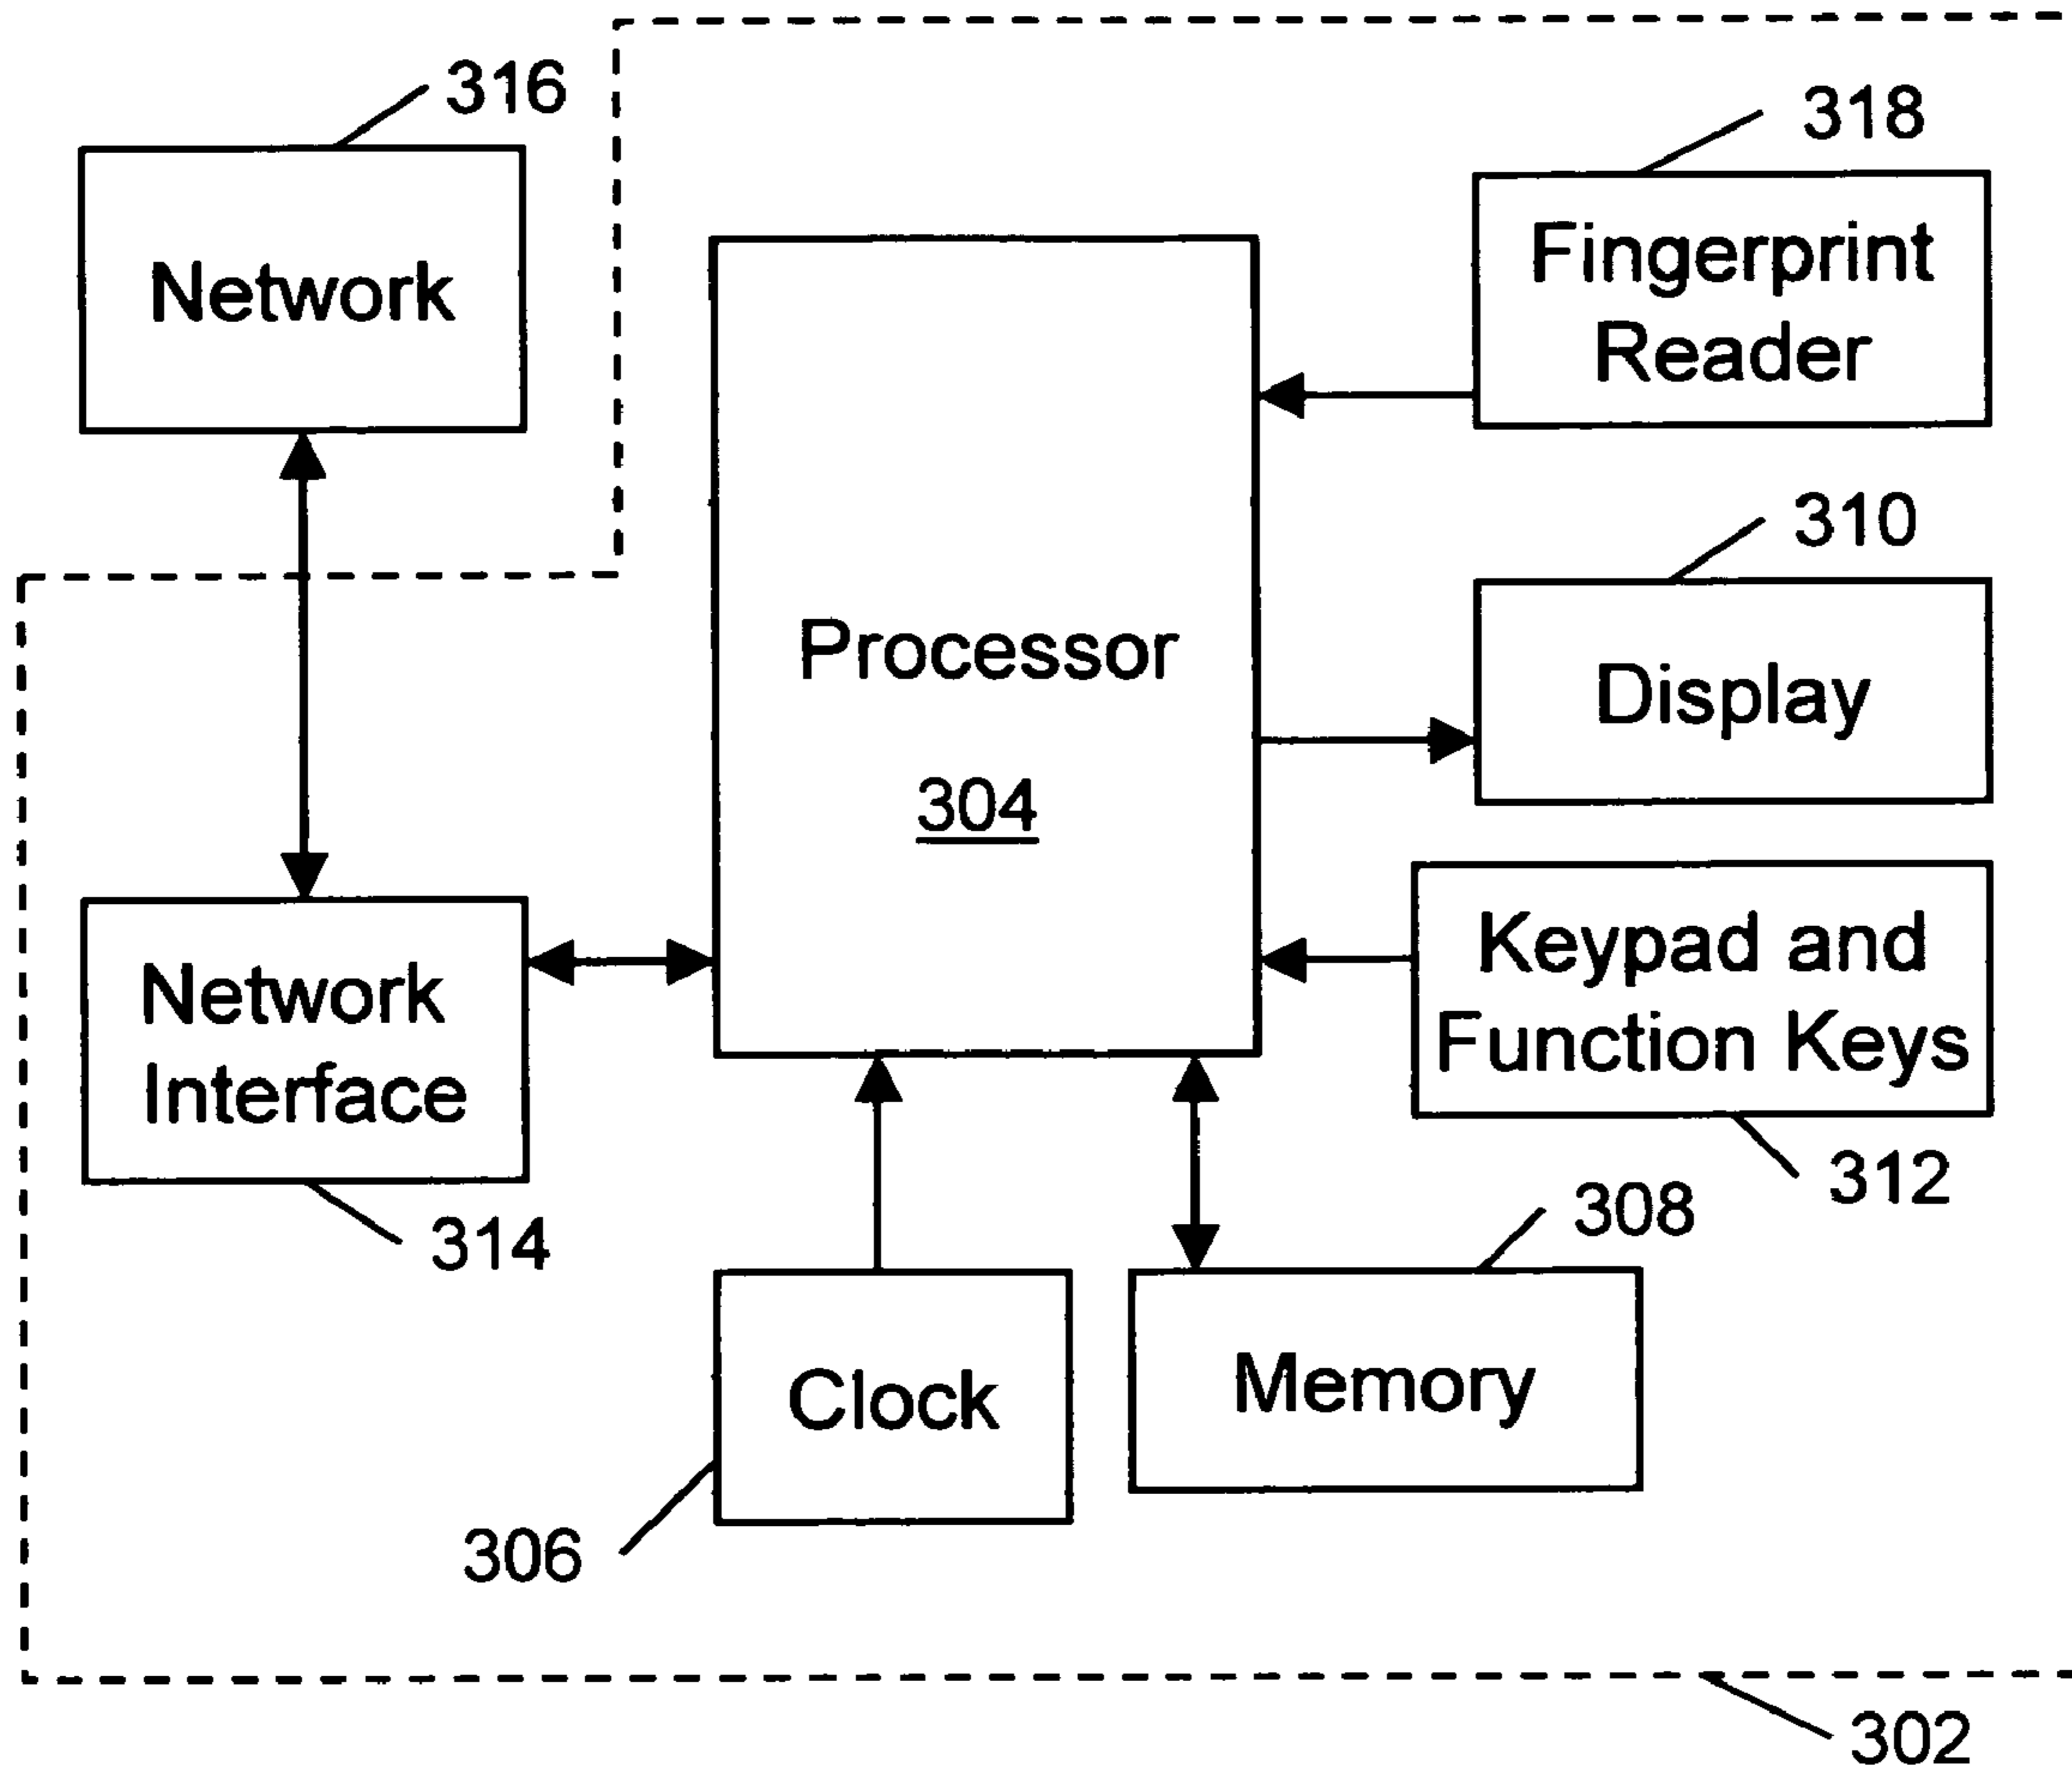 316
Network
318
Fingerprint
Reader
310
Display
Processor
304
Keypad and
Function Keys
312
Network
Interface
314
308
Memory
Clock
306
302